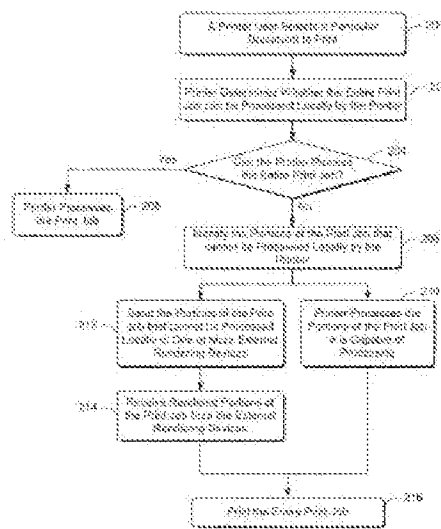 A Printer User Selects a Particular
Document to Print
Printer Determines Whether the Entire Print
Job can be Processed Locally by the Printer
204
Can the Printer Process
the Entire Print Job?
Yes
No
Printer Processes
the Print Job
206
Identify the Portions of the Print Job that
cannot be Processed Locally by the
Printer
208
210
212
Send the Portions of the Print
Job that cannot be Processed
Locally to One or More External
Rendering Devices
Printer Processes the
Portions of the Print Job
it is Capable of
Processing
214
Receive Rendered Portions of
the Print Job from the External
Rendering Devices
216
Print the Entire Print Job